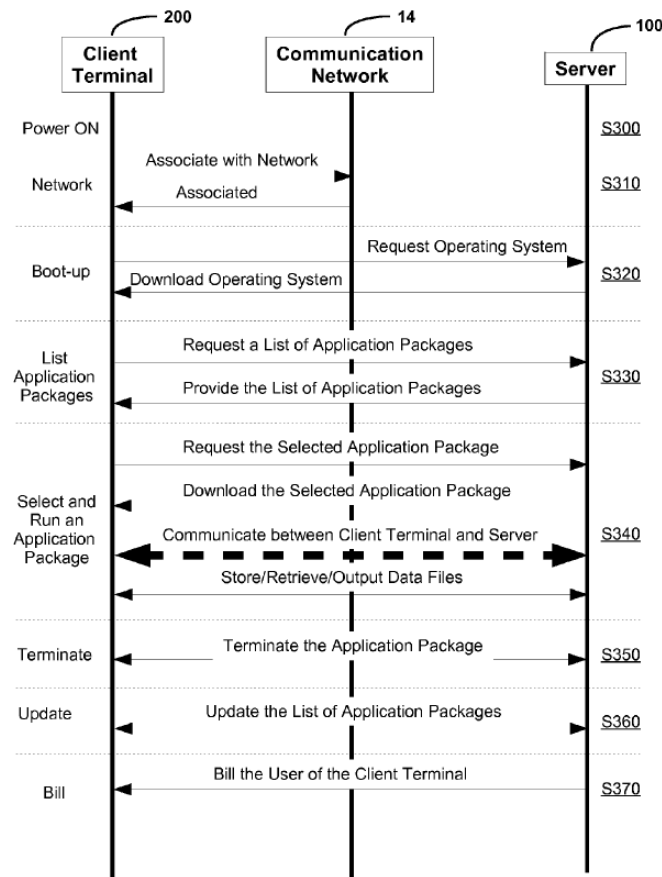 200
14
100
Client
Terminal
Communication
Network
Server
Power ON
S300
Associate with Network
Network
S310
Associated
Request Operating System
Boot-up
S320
Download Operating System
Request a List of Application Packages
List
Application
Packages
S330
Provide the List of Application Packages
Request the Selected Application Package
Download the Selected Application Package
Select and
Run an
Application
Package
Communicate between Client Terminal and Server
S340
Store/Retrieve/Output Data Files
Terminate
Terminate the Application Package
S350
Update
Update the List of Application Packages
S360
Bill
Bill the User of the Client Terminal
S370